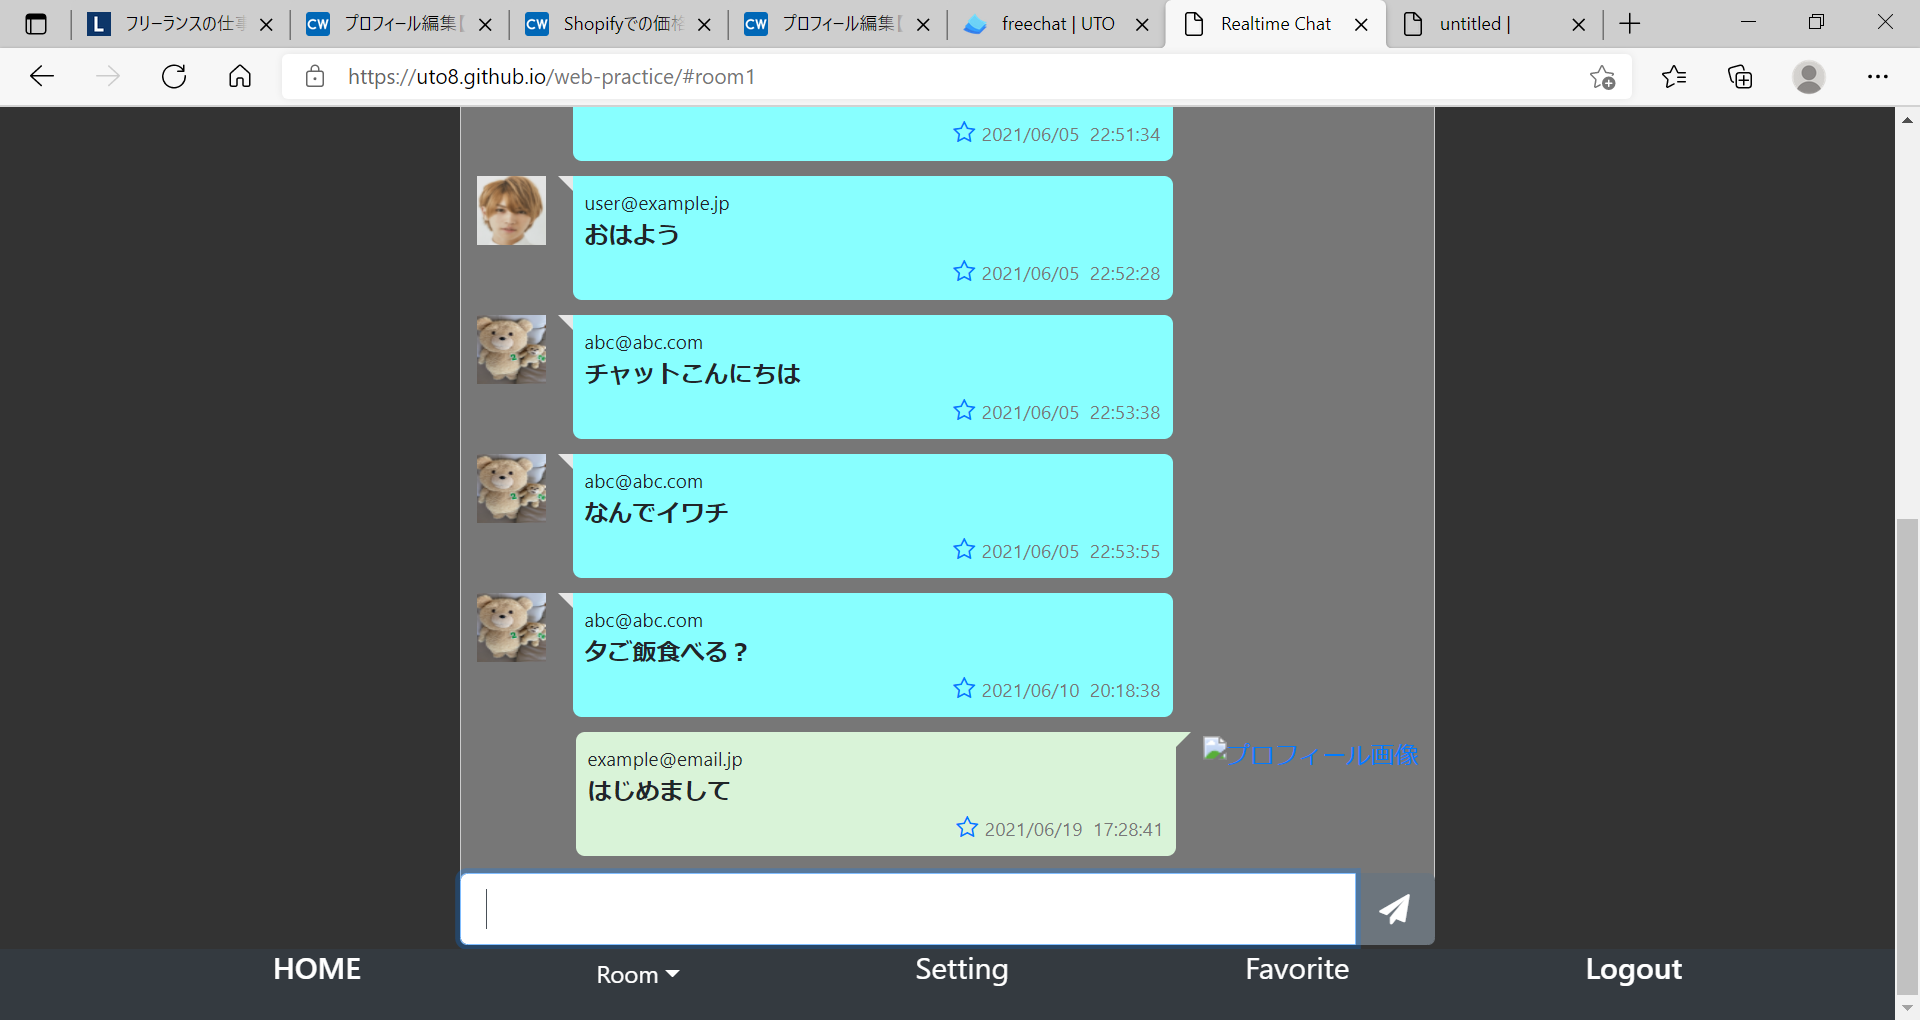 フリーランスの仕事
プロフィール編集
Shopifyでの価格
プロフィール編集
freechat | UTO
Realtime Chat
untitled |
https://uto8.github.io/web-practice/#room1
2021/06/05 22:51:34
user@example.jp
おはよう
2021/06/05 22:52:28
abc@abc.com
チャットこんにちは
2021/06/05 22:53:38
abc@abc.com
なんでイワチ
2021/06/05 22:53:55
abc@abc.com
夕ご飯食べる？
2021/06/10 20:18:38
example@email.jp
はじめまして
2021/06/19 17:28:41
プロフィール画像
HOME
Room
Setting
Favorite
Logout